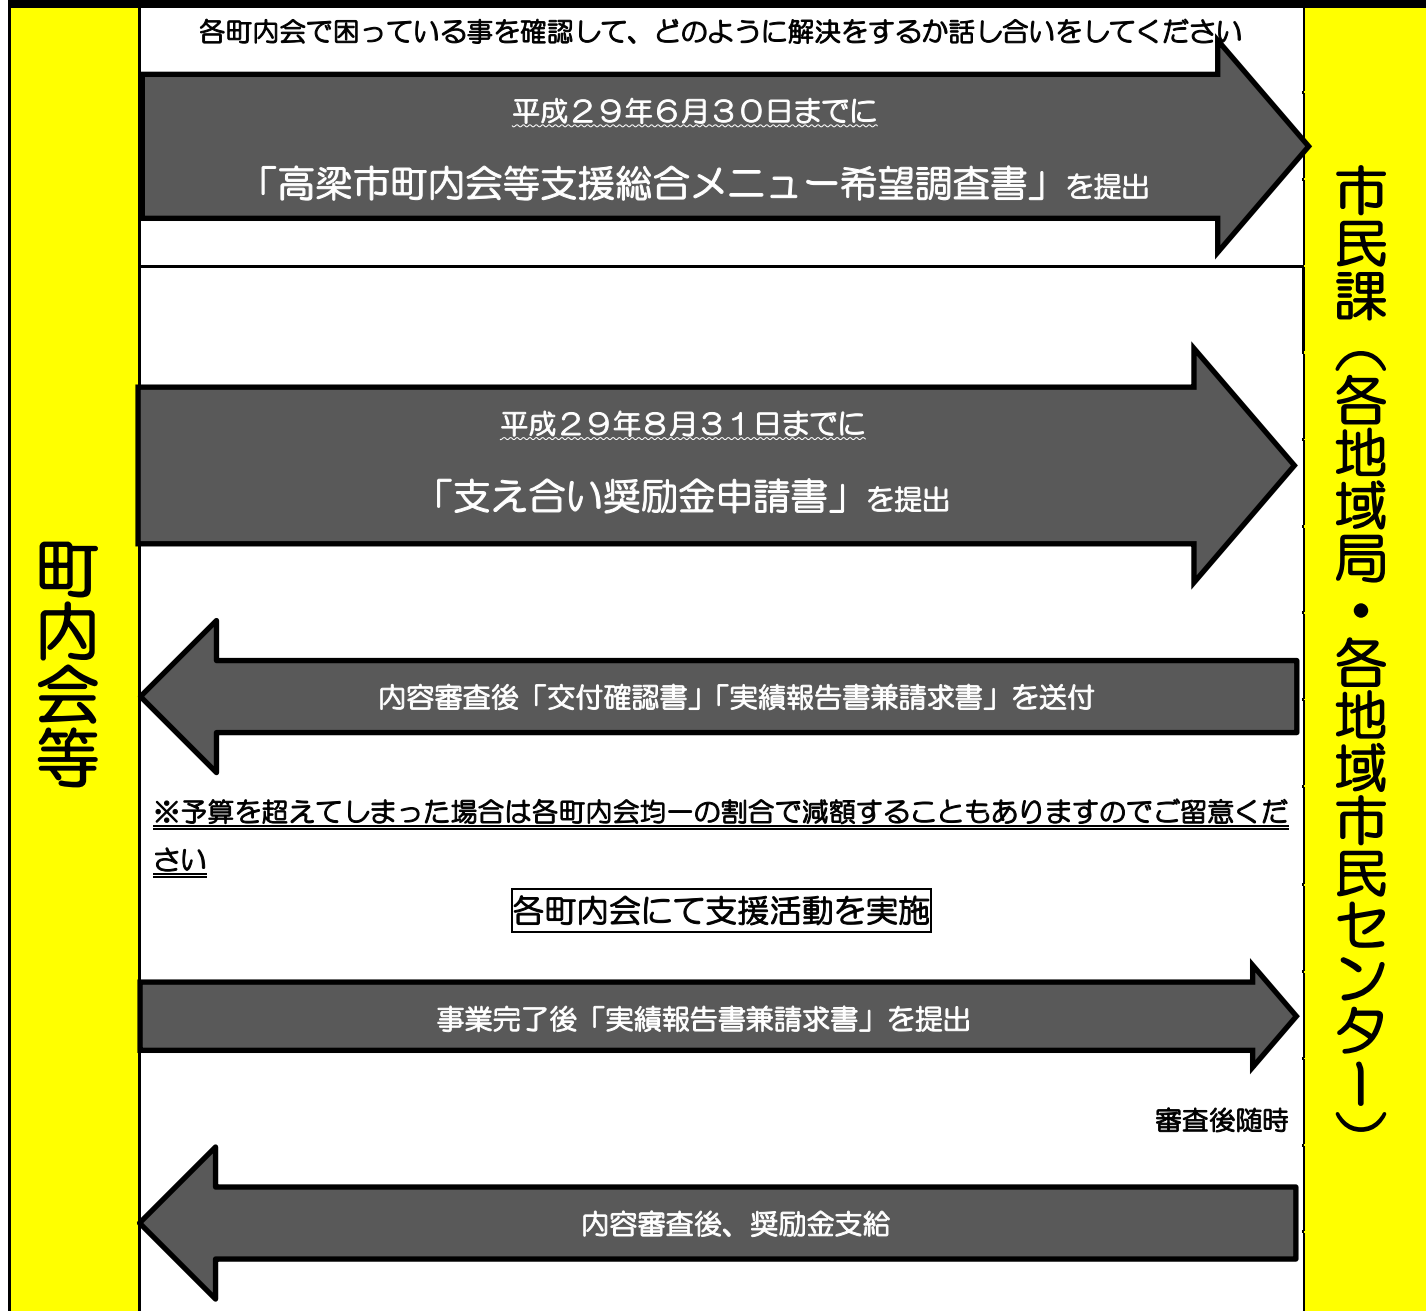 各町内会で困っている事を確認して、どのように解決をするか話し合いをしてください
平成２９年６月３０日までに
「高梁市町内会等支援総合メニュー希望調査書」を提出
平成２９年８月３１日までに
「支え合い奨励金申請書」を提出
内容審査後「交付確認書」「実績報告書兼請求書」を送付
※予算を超えてしまった場合は各町内会均一の割合で減額することもありますのでご留意くだ
さい
各町内会にて支援活動を実施
事業完了後「実績報告書兼請求書」を提出
審査後随時
内容審査後、奨励金支給
町内会等
市民課（各地域局・各地域市民センター）